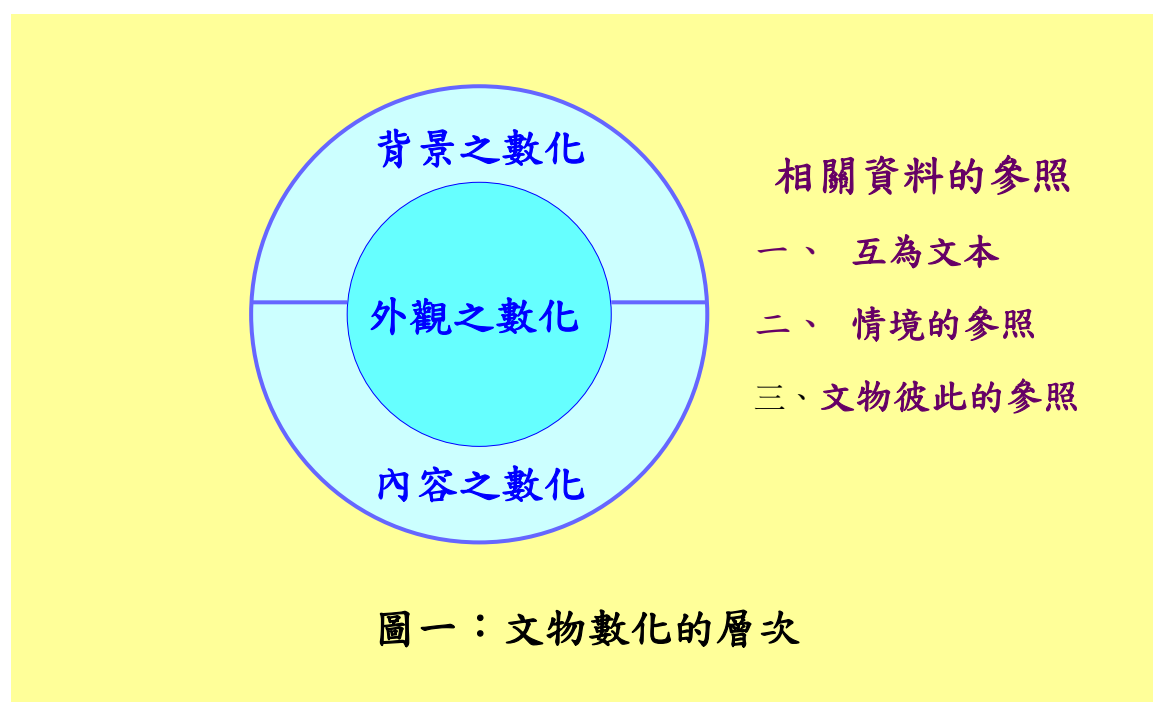 背景之數化
外觀之數化
內容之數化
相關資料的參照
一、 互為文本
二、 情境的參照
三、文物彼此的參照
圖一：文物數化的層次